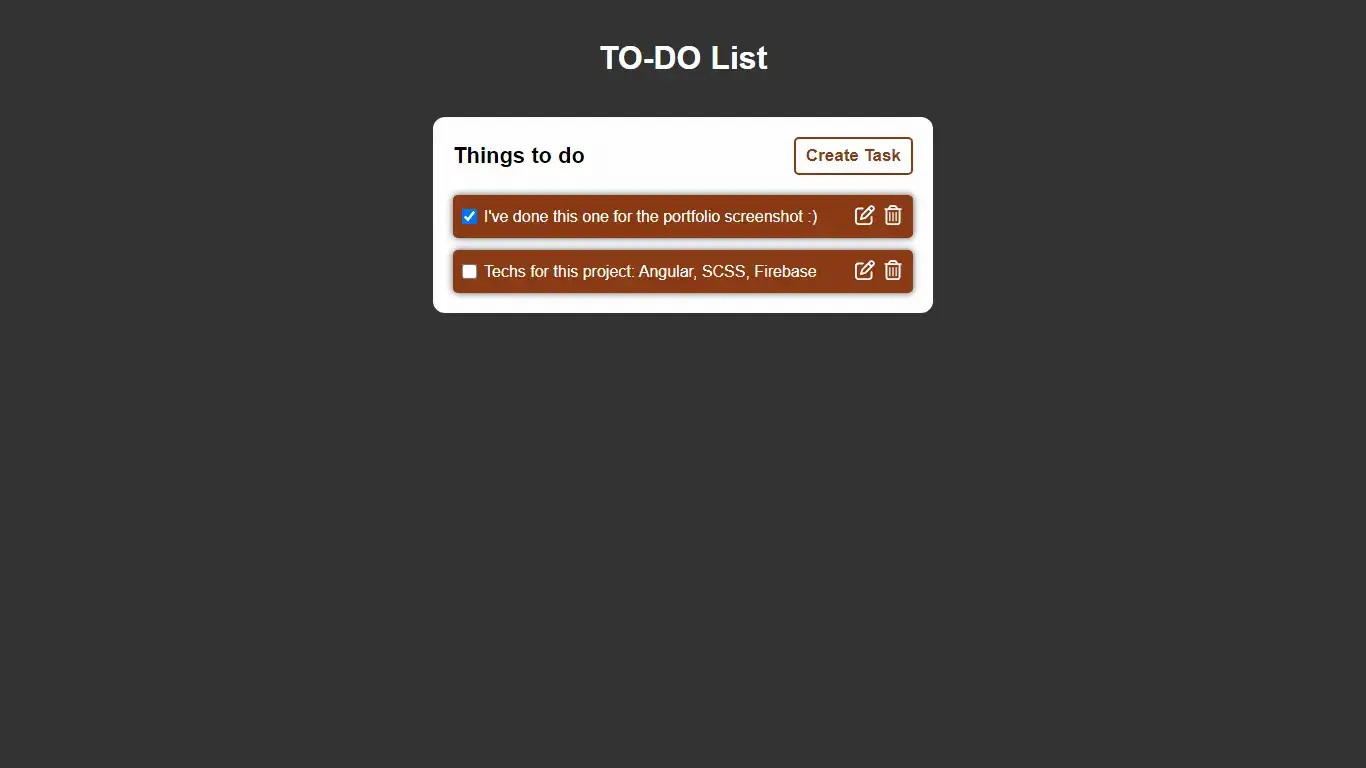 TO-DO List
Things to do
Create Task
I've done this one for the portfolio screenshot :)
Techs for this project: Angular, SCSS, Firebase